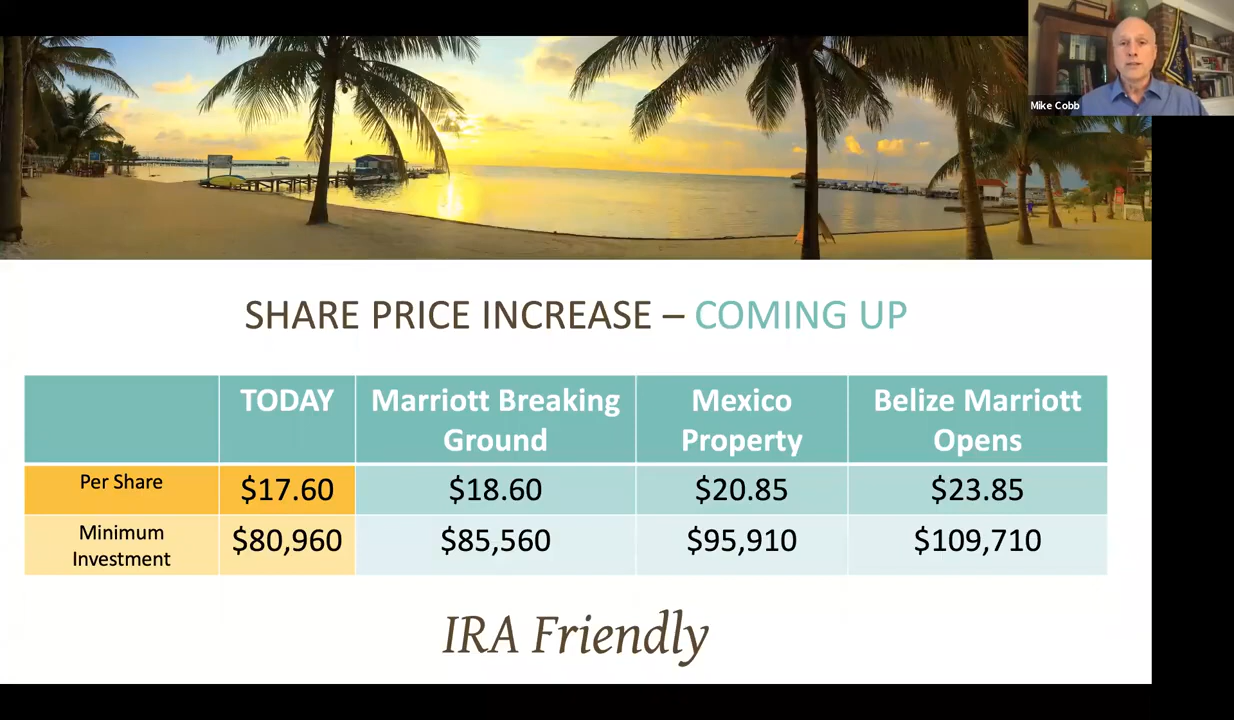 Mike Cobb
SHARE PRICE INCREASE – COMING UP
TODAY
Marriott Breaking
Ground
Mexico
Property
Belize Marriott
Opens
Per Share
$17.60
$18.60
$20.85
$23.85
Minimum
Investment
$80,960
$85,560
$95,910
$109,710
IRA Friendly